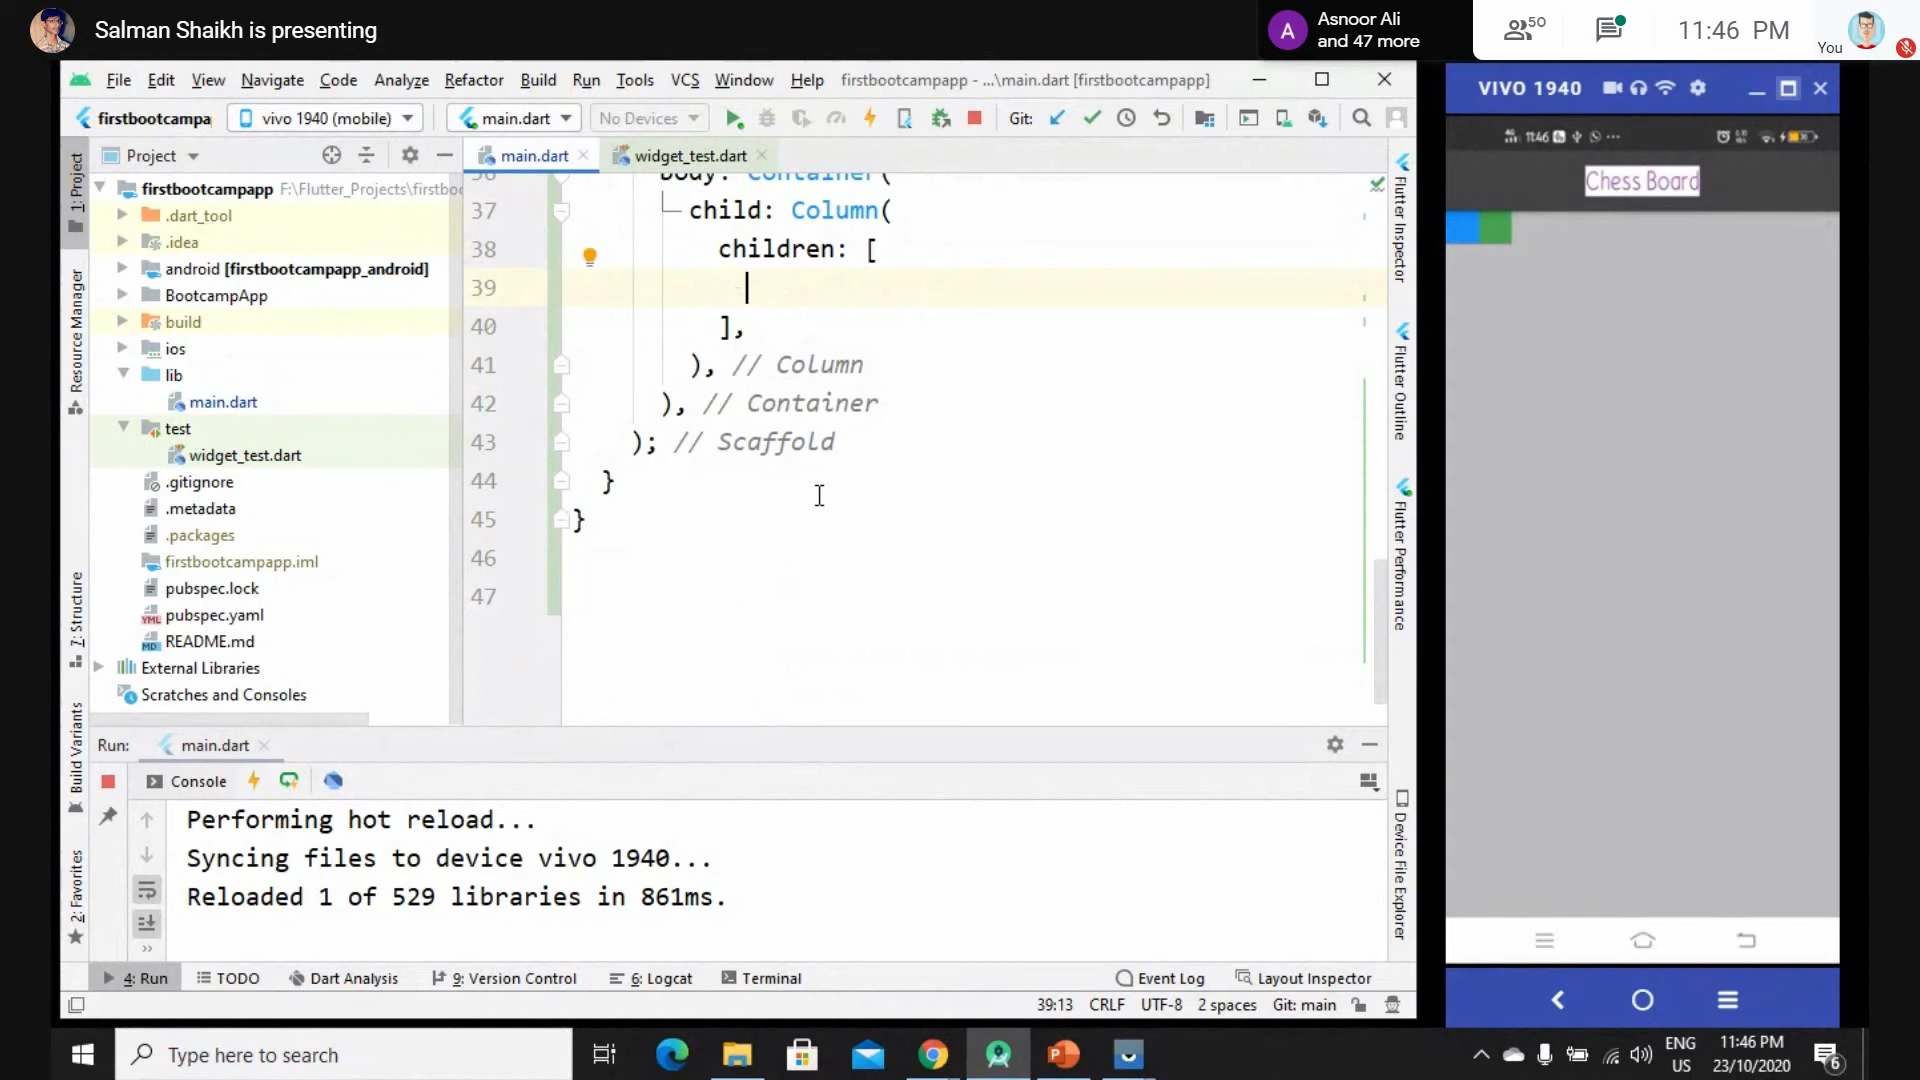 Salman Shaikh is presenting
A
Asnoor Ali
and 47 more
50
11:46 PM
You
File Edit View Navigate Code Analyze Refactor Build Run Tools VCS Window Help firstbootcampapp - ...\main.dart [firstbootcampapp]
firstbootcampa
vivo 1940 (mobile)
main.dart
No Devices
Git:
Project
main.dart
widget_test.dart
1: Project
Resource Manager
7: Structure
Build Variants
2: Favorites
firstbootcampapp F:\Flutter_Projects\firstbo
.dart_tool
.idea
android [firstbootcampapp_android]
BootcampApp
build
ios
lib
main.dart
test
widget_test.dart
.gitignore
.metadata
.packages
firstbootcampapp.iml
pubspec.lock
pubspec.yaml
README.md
External Libraries
Scratches and Consoles
36 body: Container(
37 child: Column(
38 children: [
39
40 ],
41 ), // Column
42 ), // Container
43 ); // Scaffold
44 }
45 }
46
47
Flutter Inspector
Flutter Outline
Flutter Performance
Device File Explorer
Run: main.dart
Console
Performing hot reload...
Syncing files to device vivo 1940...
Reloaded 1 of 529 libraries in 861ms.
4: Run TODO Dart Analysis 9: Version Control 6: Logcat Terminal Event Log Layout Inspector
39:13 CRLF UTF-8 2 spaces Git: main
VIVO 1940
11:46
Chess Board
Type here to search
ENG
US
11:46 PM
23/10/2020
6